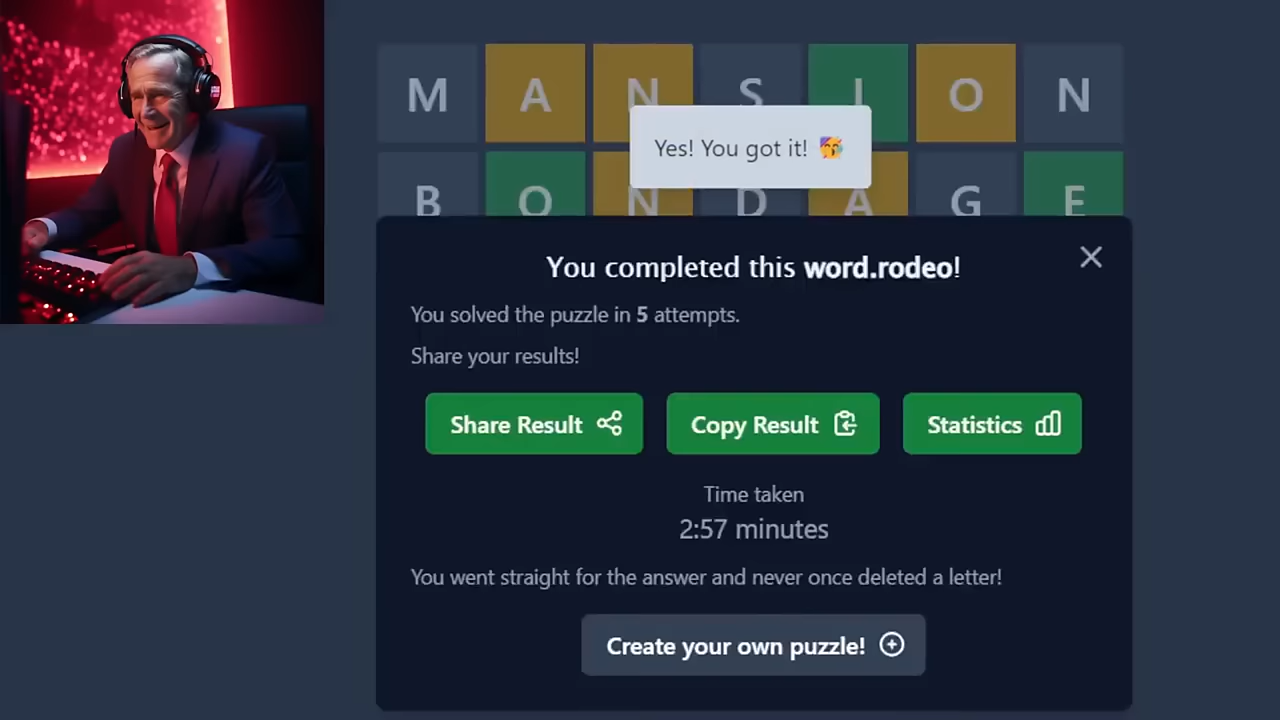 M A N S I O N
Yes! You got it!
B O N D A G E
You completed this word.rodeo!
You solved the puzzle in 5 attempts.
Share your results!
Share Result
Copy Result
Statistics
Time taken
2:57 minutes
You went straight for the answer and never once deleted a letter!
Create your own puzzle!